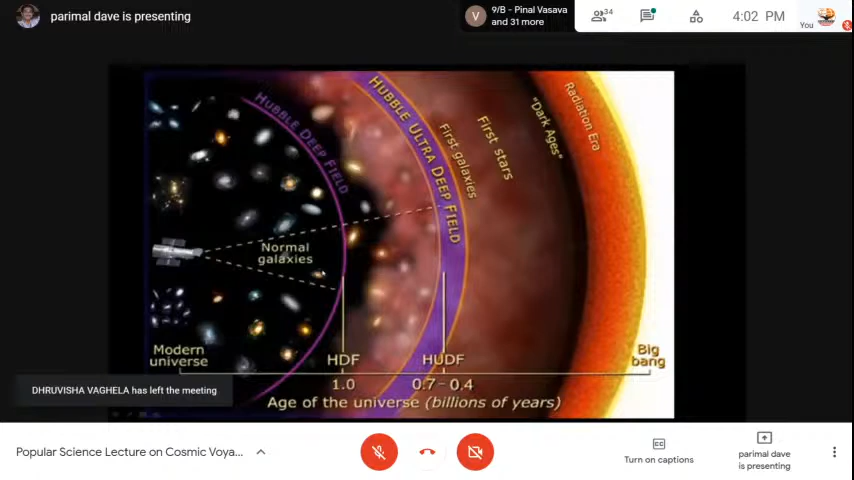 parimal dave is presenting
V
9/B - Pinal Vasava
and 31 more
34
4:02 PM
You
HUBBLE DEEP FIELD
HUBBLE ULTRA DEEP FIELD
First galaxies
First stars
"Dark Ages"
Radiation Era
Normal
galaxies
Modern
universe
HDF
HUDF
Big
bang
1.0
0.7 - 0.4
Age of the universe (billions of years)
DHRUVISHA VAGHELA has left the meeting
Popular Science Lecture on Cosmic Voya...
CC
Turn on captions
parimal dave
is presenting